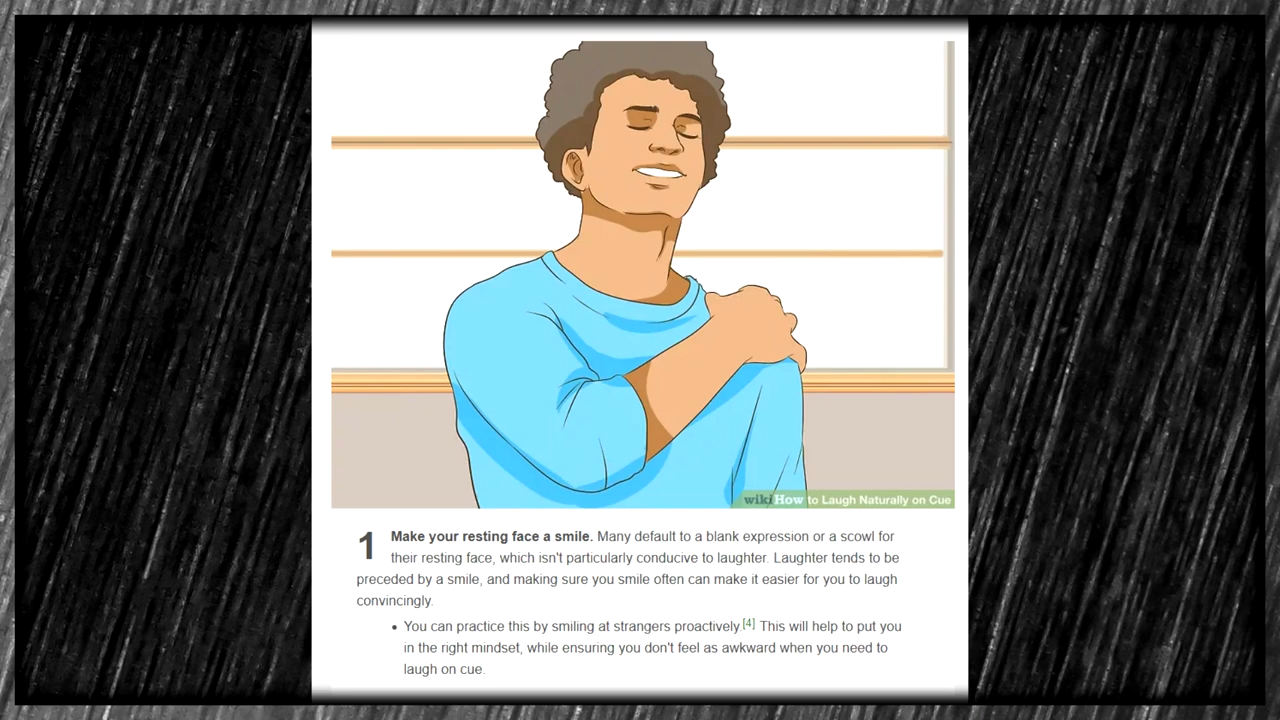 wikiHow to Laugh Naturally on Cue
1 Make your resting face a smile. Many default to a blank expression or a scowl for
their resting face, which isn't particularly conducive to laughter. Laughter tends to be
preceded by a smile, and making sure you smile often can make it easier for you to laugh
convincingly.
• You can practice this by smiling at strangers proactively.[4] This will help to put you
in the right mindset, while ensuring you don't feel as awkward when you need to
laugh on cue.